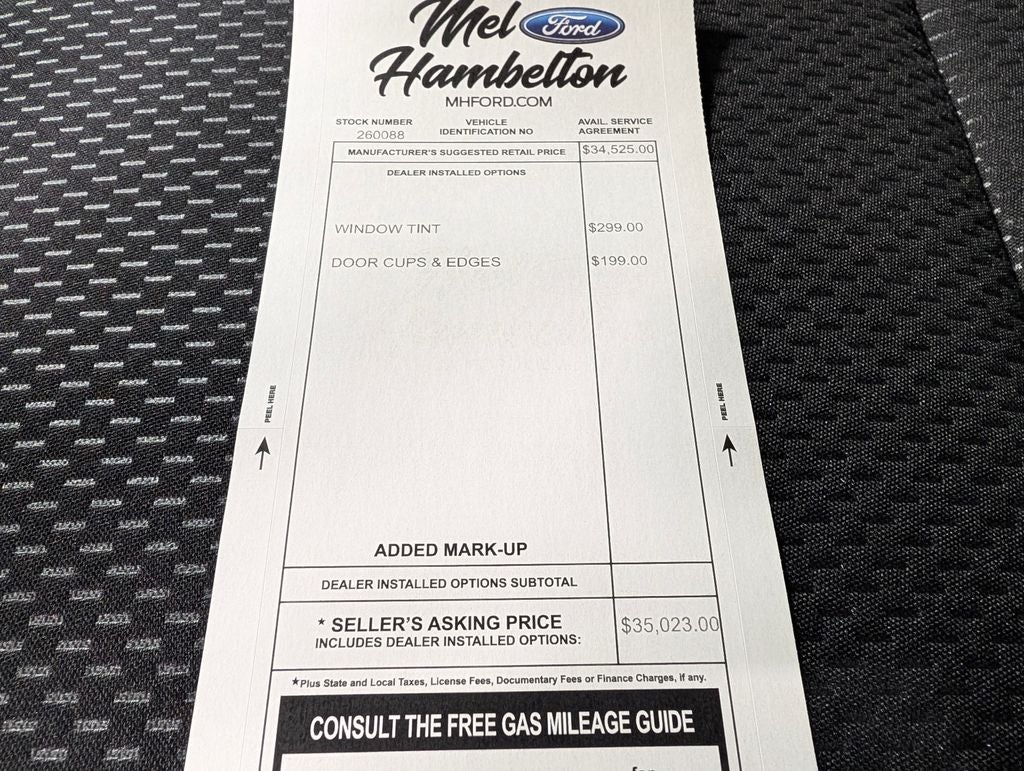 Mel Ford
Hambelton
MHFORD.COM
STOCK NUMBER
260088
VEHICLE
IDENTIFICATION NO
AVAIL. SERVICE
AGREEMENT
MANUFACTURER'S SUGGESTED RETAIL PRICE $34,525.00
DEALER INSTALLED OPTIONS
WINDOW TINT $299.00
DOOR CUPS & EDGES $199.00
PEEL HERE
PEEL HERE
ADDED MARK-UP
DEALER INSTALLED OPTIONS SUBTOTAL
* SELLER'S ASKING PRICE $35,023.00
INCLUDES DEALER INSTALLED OPTIONS:
★Plus State and Local Taxes, License Fees, Documentary Fees or Finance Charges, if any.
CONSULT THE FREE GAS MILEAGE GUIDE